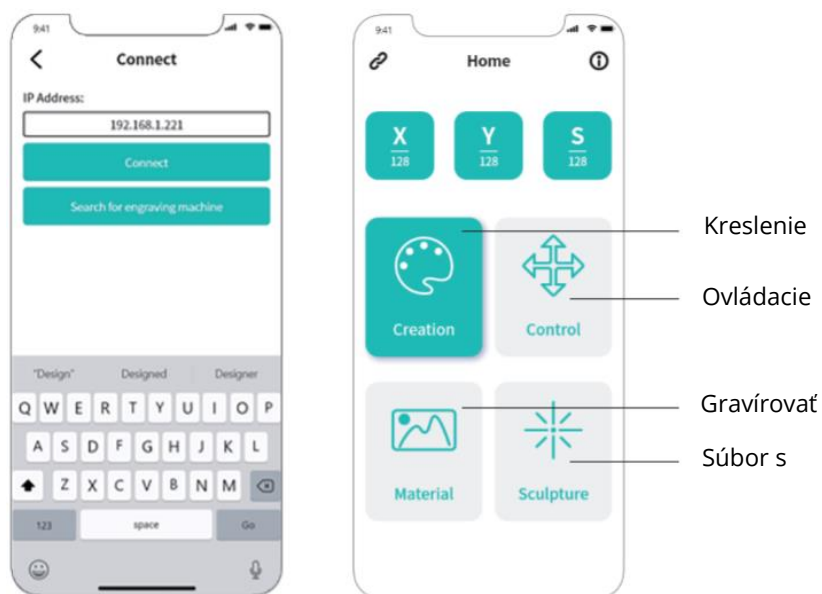 9:41
Connect
IP Address:
192.168.1.221
Connect
Search for engraving machine
"Design" Designed Designer
Q W E R T Y U I O P
A S D F G H J K L
Z X C V B N M
123 space Go
9:41
Home
X
128
Y
128
S
128
Creation
Control
Material
Sculpture
Kreslenie
Ovládacie
Gravírovať
Súbor s